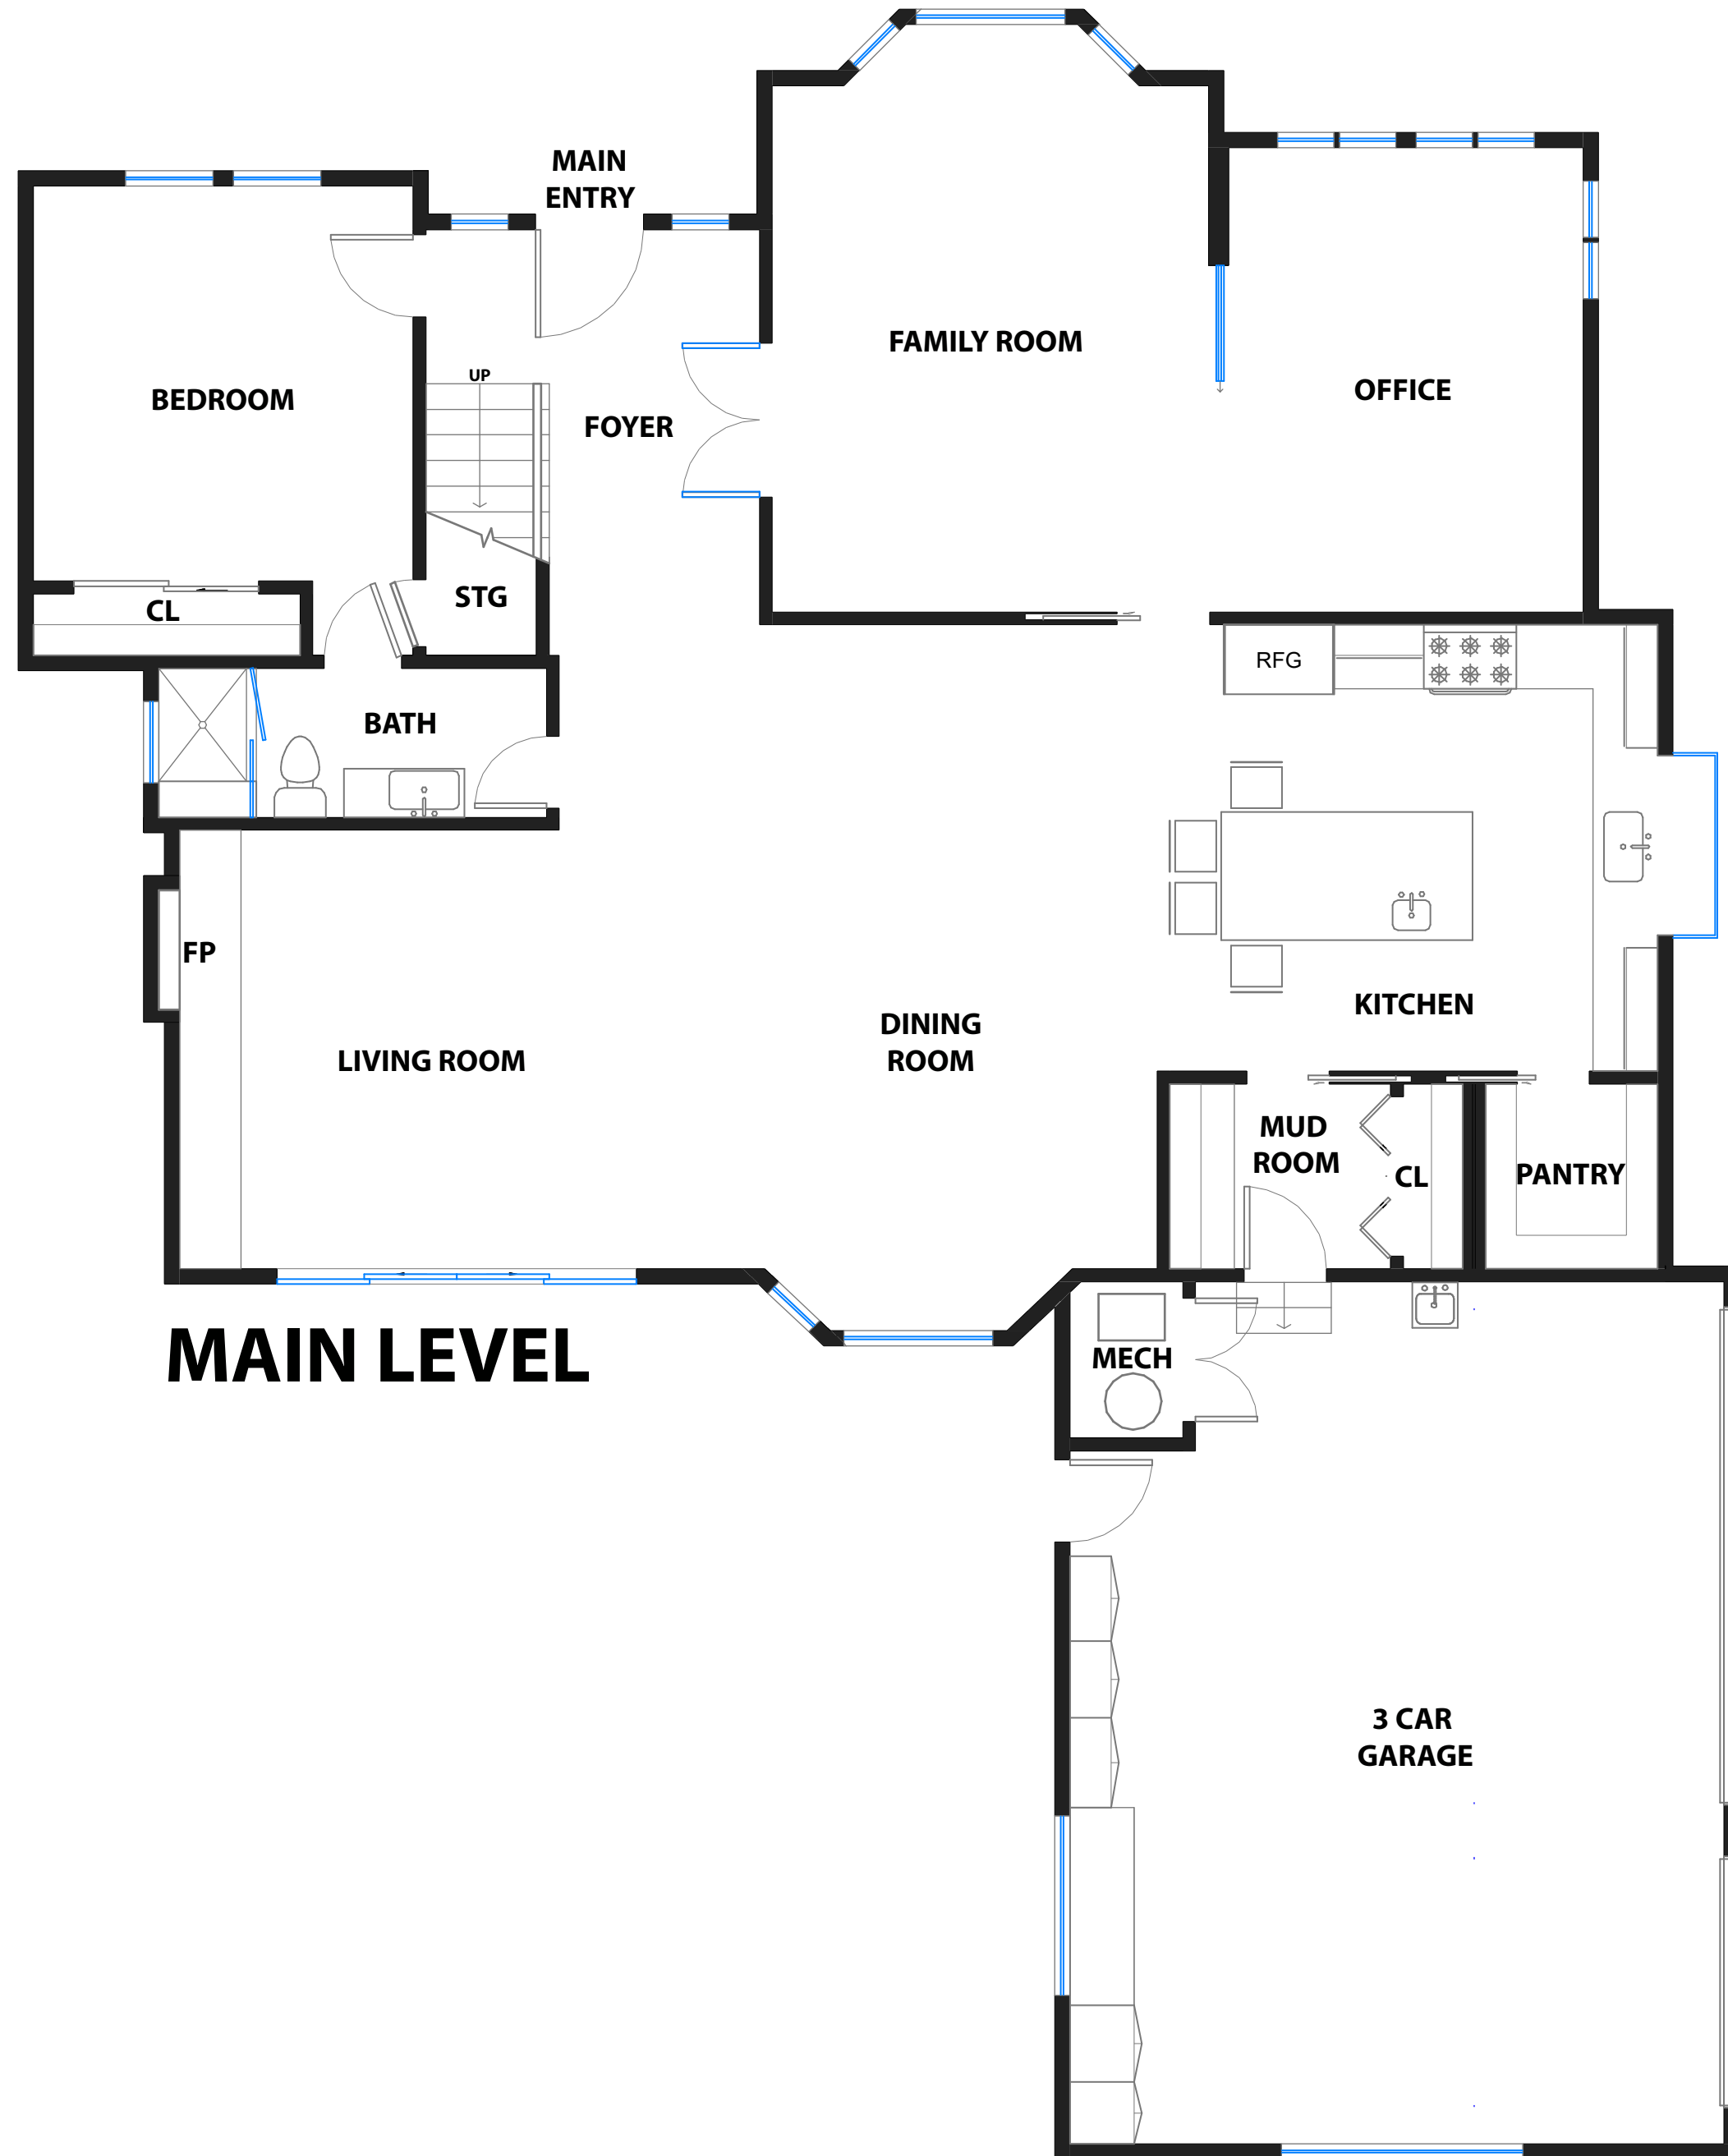 MAIN
ENTRY
FAMILY ROOM
OFFICE
UP
BEDROOM
FOYER
STG
CL
RFG
BATH
FP
KITCHEN
DINING
ROOM
LIVING ROOM
MUD
ROOM
CL
PANTRY
MAIN LEVEL
MECH
3 CAR
GARAGE